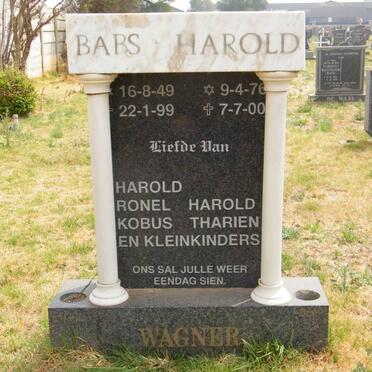 BABS HAROLD
16-8-49 ✡ 9-4-76
22-1-99 ✝ 7-7-00
Liefde Van
HAROLD
RONEL HAROLD
KOBUS THARIEN
EN KLEINKINDERS
ONS SAL JULLE WEER
EENDAG SIEN.
WAGNER